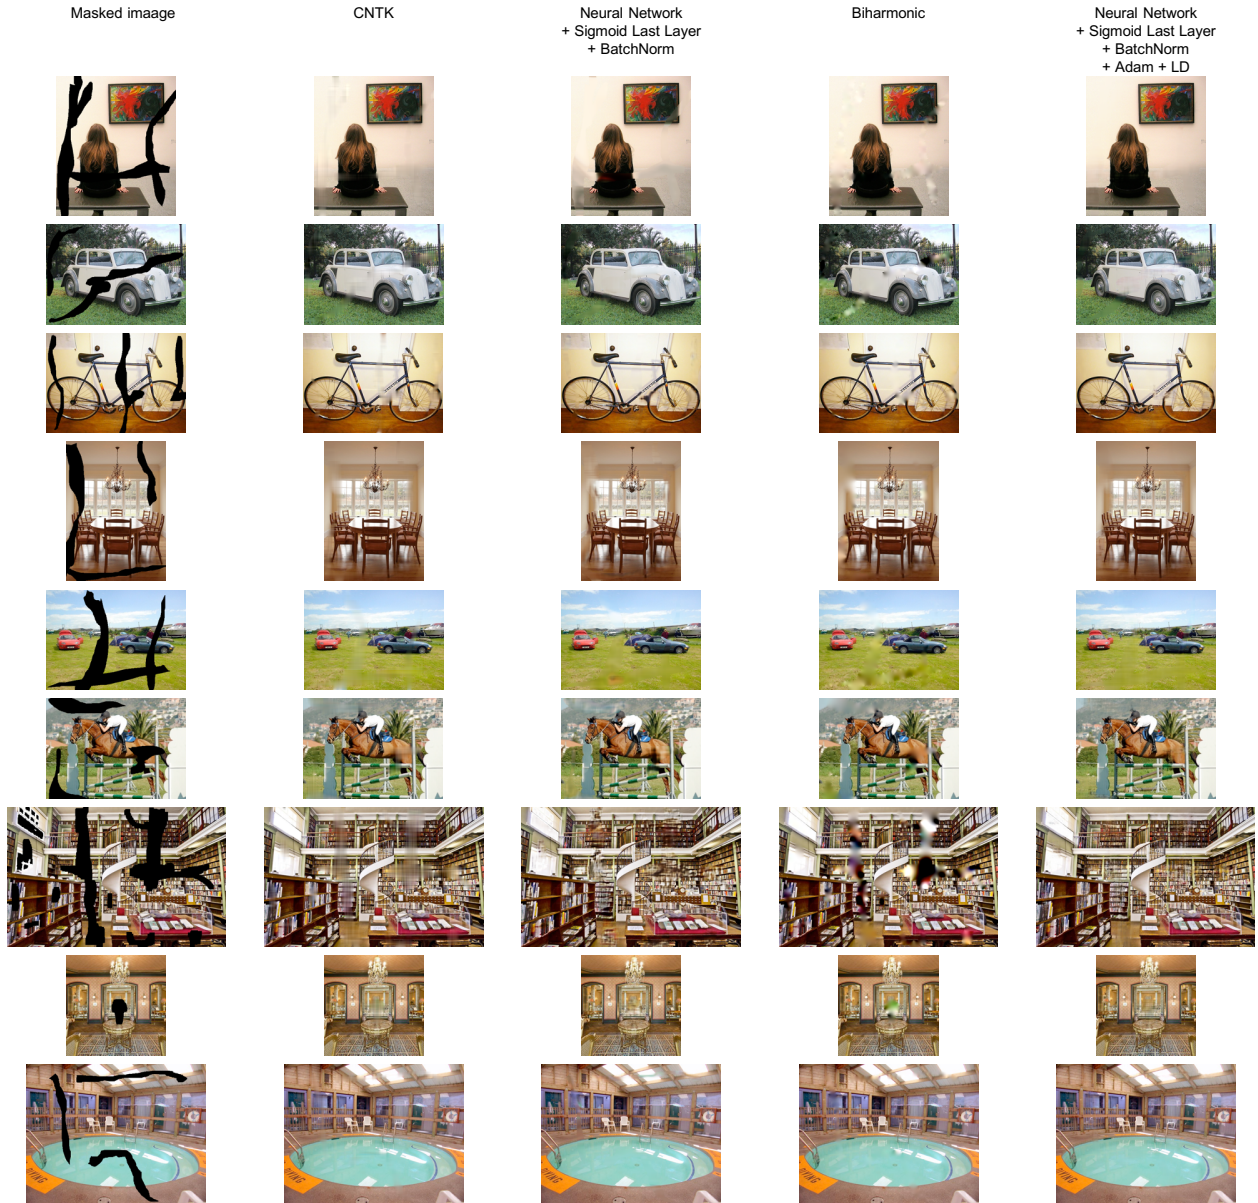 Masked imaage
CNTK
Neural Network
+ Sigmoid Last Layer
+ BatchNorm
Biharmonic
Neural Network
+ Sigmoid Last Layer
+ BatchNorm
+ Adam + LD